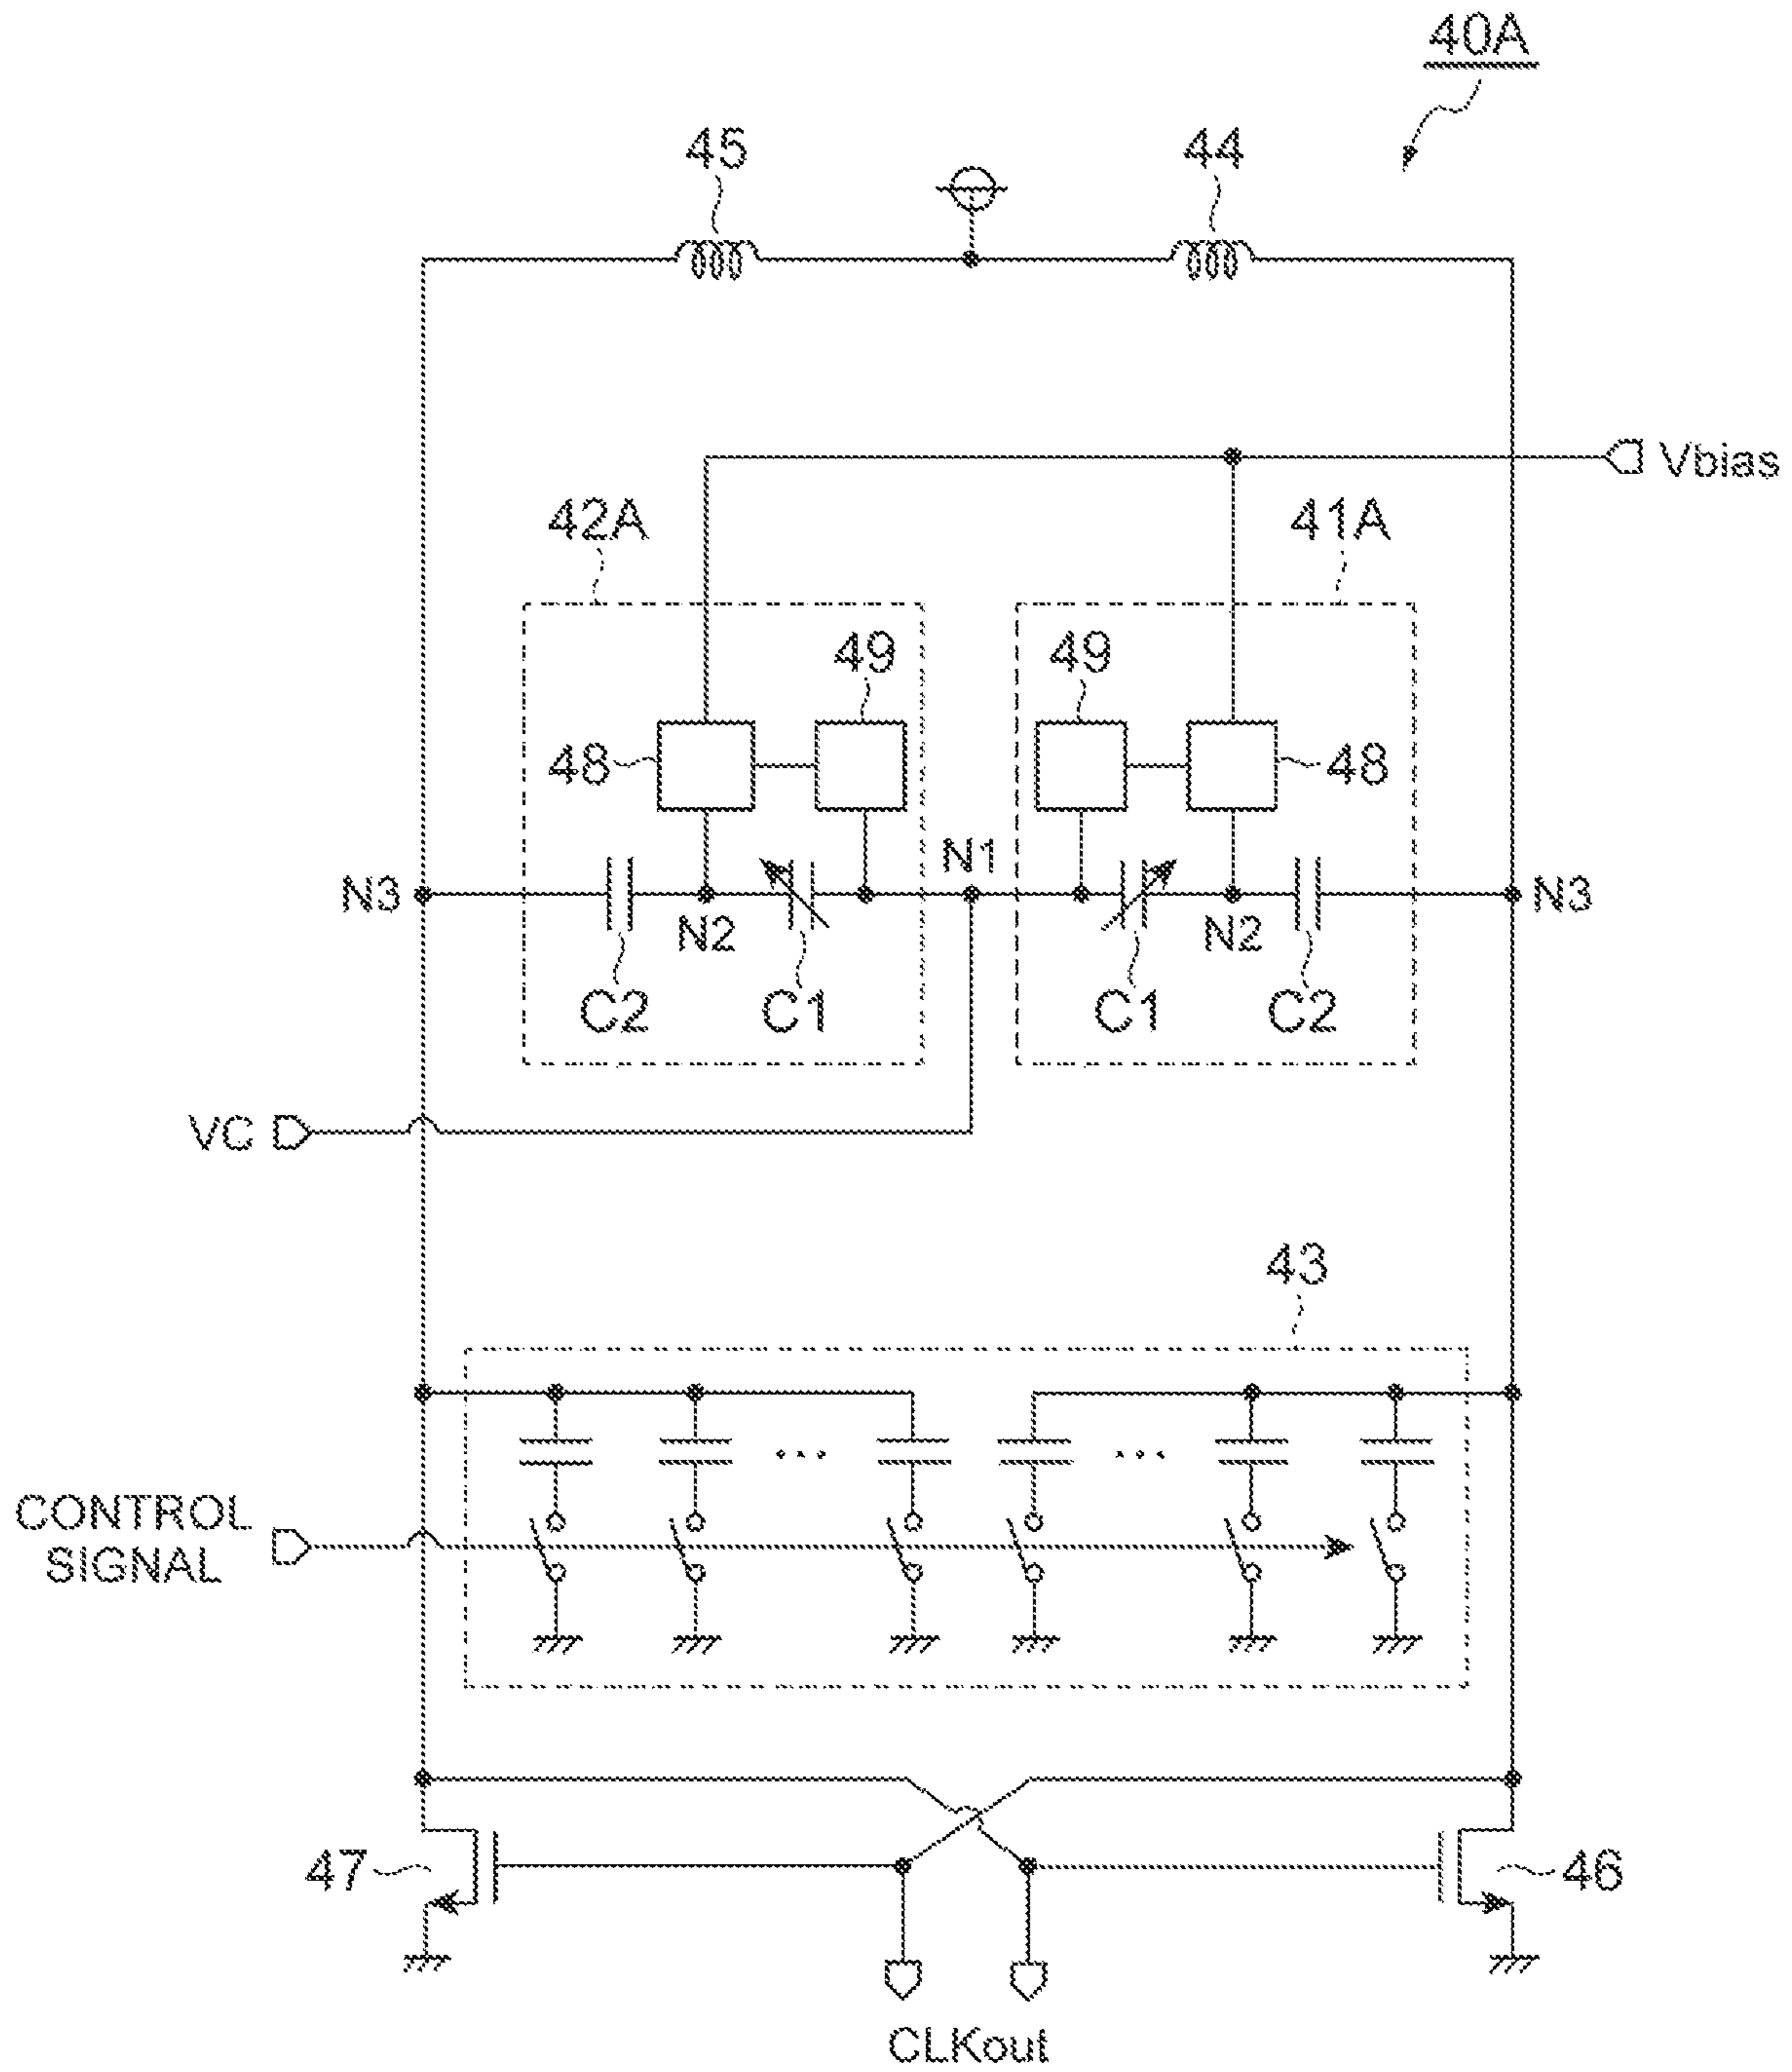 40A
45
44
Vbias
42A
41A
49
49
48
48
N1
N3
N3
N2
N2
C2
C1
C1
C2
VC
43
CONTROL
SIGNAL
47
46
CLKout